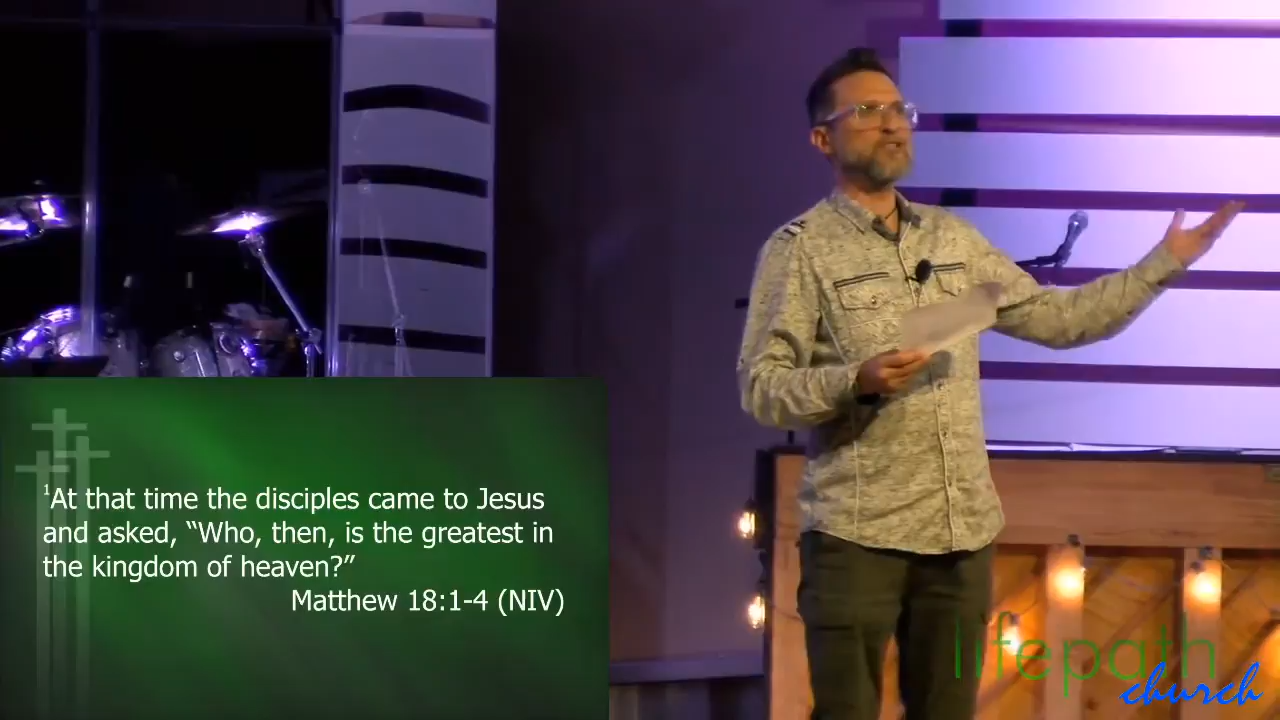 ¹At that time the disciples came to Jesus
and asked, “Who, then, is the greatest in
the kingdom of heaven?”
Matthew 18:1-4 (NIV)
lifepath
church